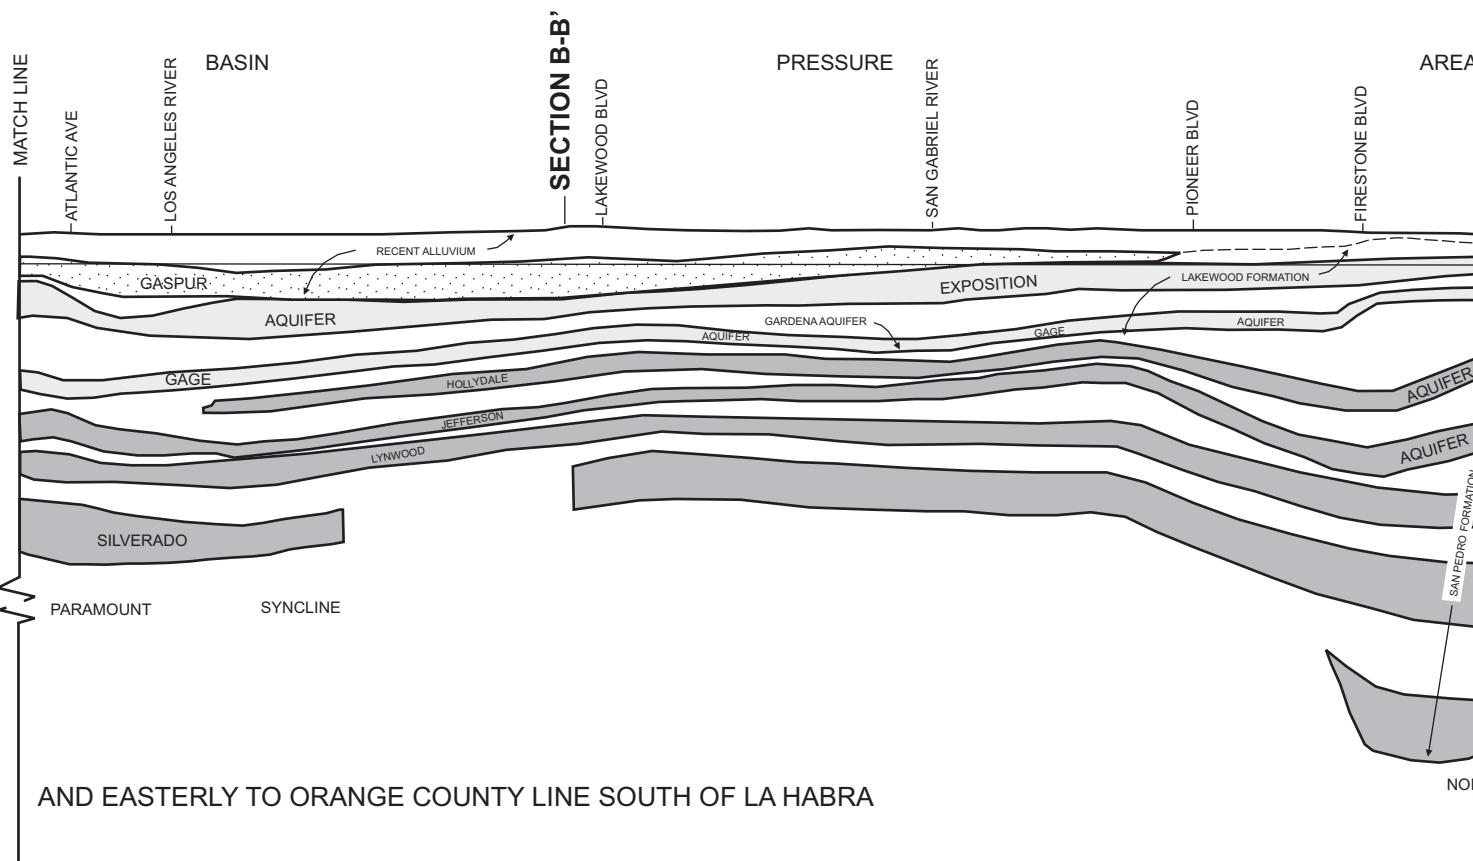 BASIN
PRESSURE
AREA
MATCH LINE
ATLANTIC AVE
LOS ANGELES RIVER
SECTION B-B'
LAKEWOOD BLVD
SAN GABRIEL RIVER
PIONEER BLVD
FIRESTONE BLVD
RECENT ALLUVIUM
GASPUR
EXPOSITION
LAKEWOOD FORMATION
AQUIFER
GARDENA AQUIFER
AQUIFER
GAGE
AQUIFER
GAGE
HOLLYDALE
AQUIFER
JEFFERSON
LYNWOOD
AQUIFER
SILVERADO
SAN PEDRO FORMATION
PARAMOUNT
SYNCLINE
NO
AND EASTERLY TO ORANGE COUNTY LINE SOUTH OF LA HABRA